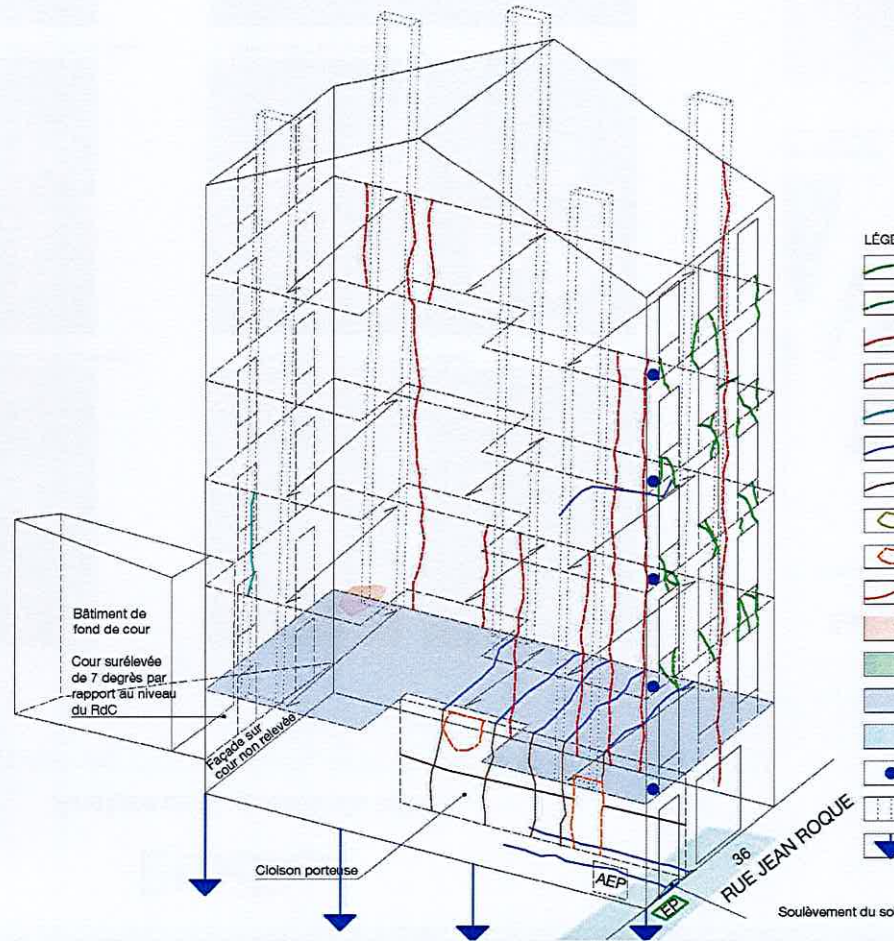 LÉGE
Bâtiment de
fond de cour
Cour surélevée
de 7 degrès par
rapport au niveau
du RdC
Façade sur
cour non relevée
Cloison porteuse
AEP
EP
36
RUE JEAN ROQUE
Soulèvement du so